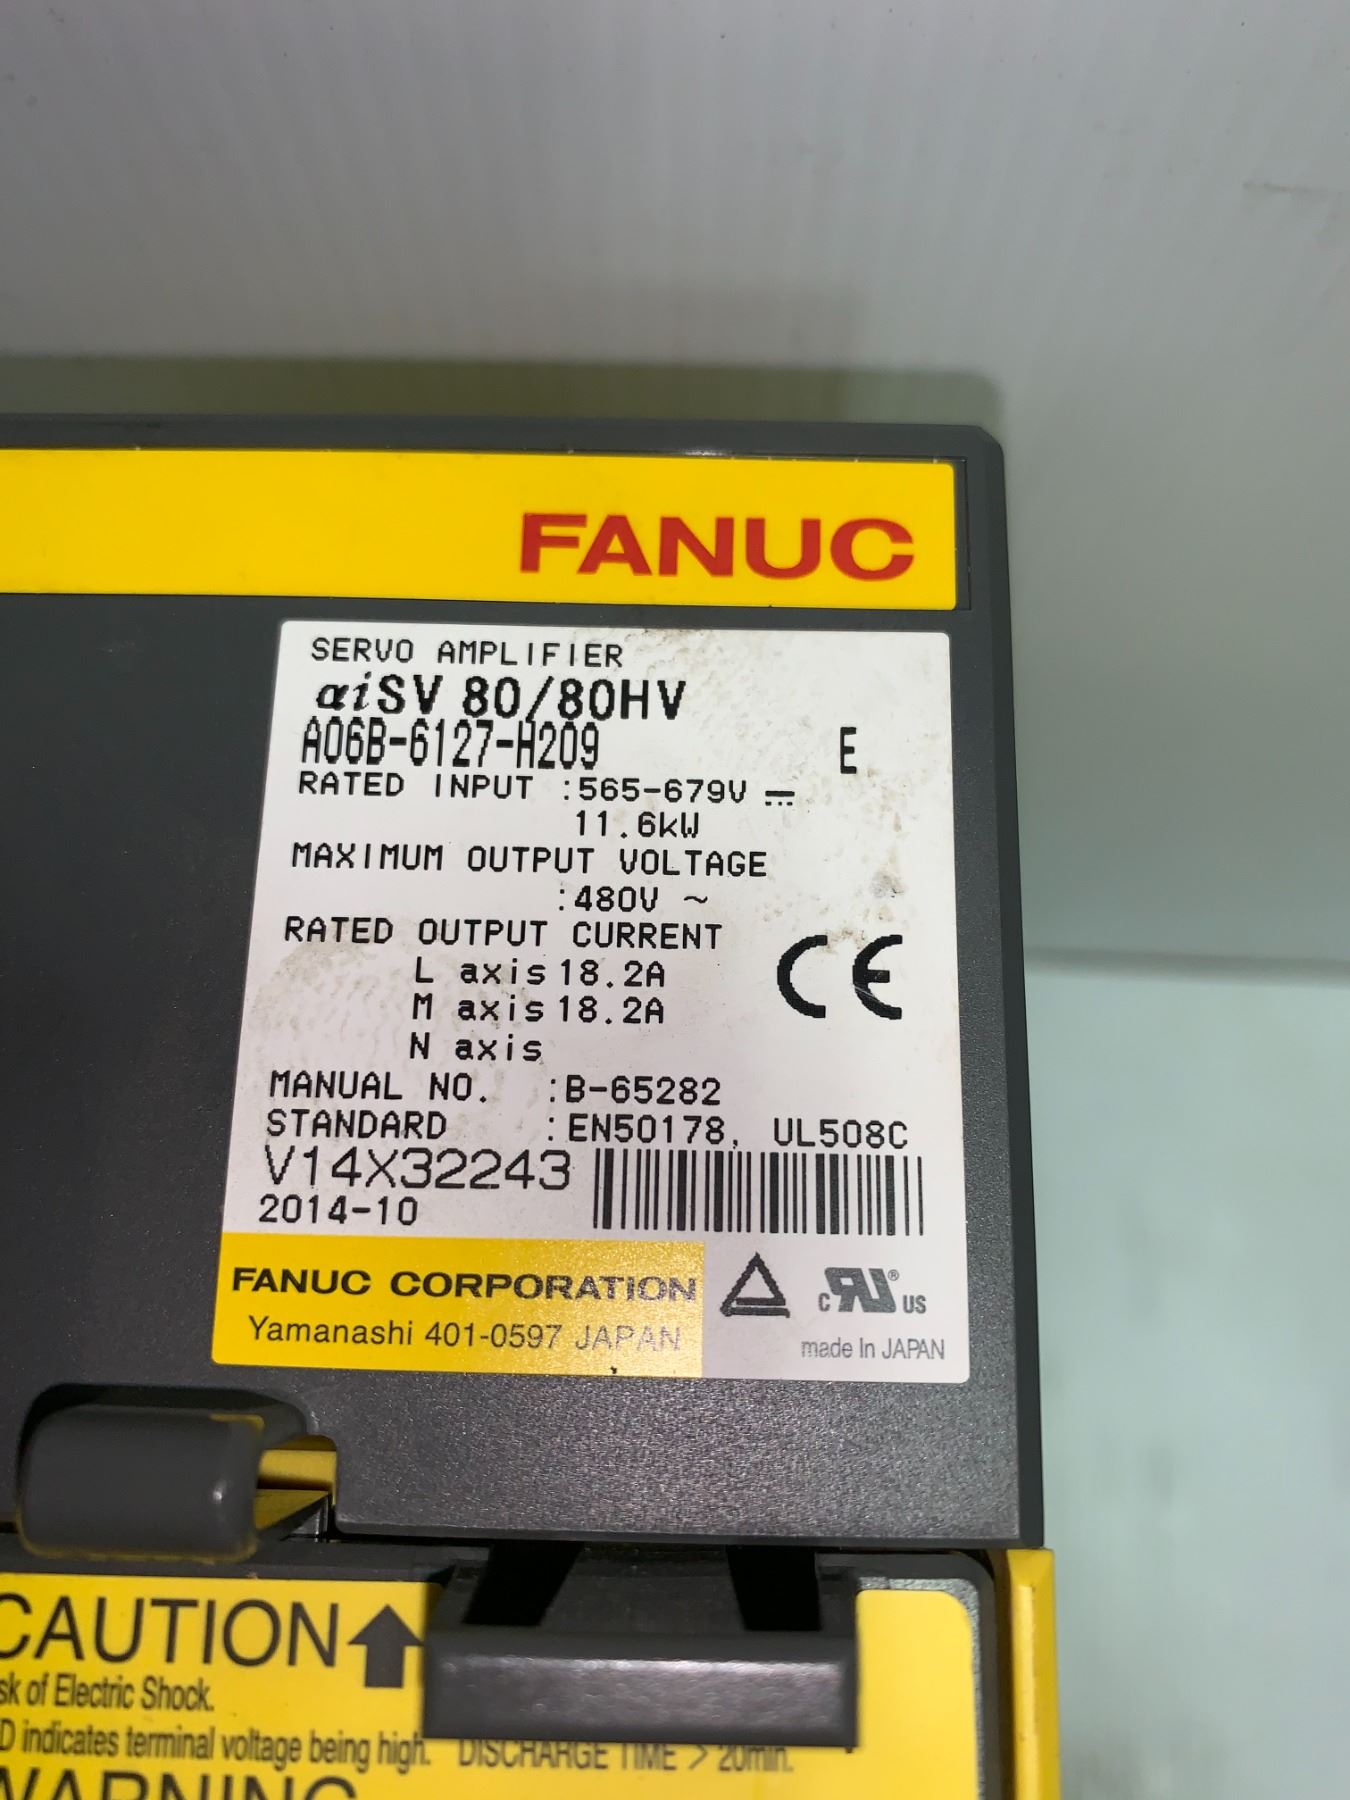 FANUC
SERVO AMPLIFIER
αiSV 80/80HV
A06B-6127-H209 E
RATED INPUT :565-679V ⎓
11.6kW
MAXIMUM OUTPUT VOLTAGE
:480V ~
RATED OUTPUT CURRENT
L axis 18.2A
M axis 18.2A
N axis
CE
MANUAL NO. :B-65282
STANDARD :EN50178, UL508C
V14X32243
2014-10
FANUC CORPORATION
Yamanashi 401-0597 JAPAN
c RU ® US
made In JAPAN
CAUTION
sk of Electric Shock.
D indicates terminal voltage being high. DISCHARGE TIME > 20min.
WARNING